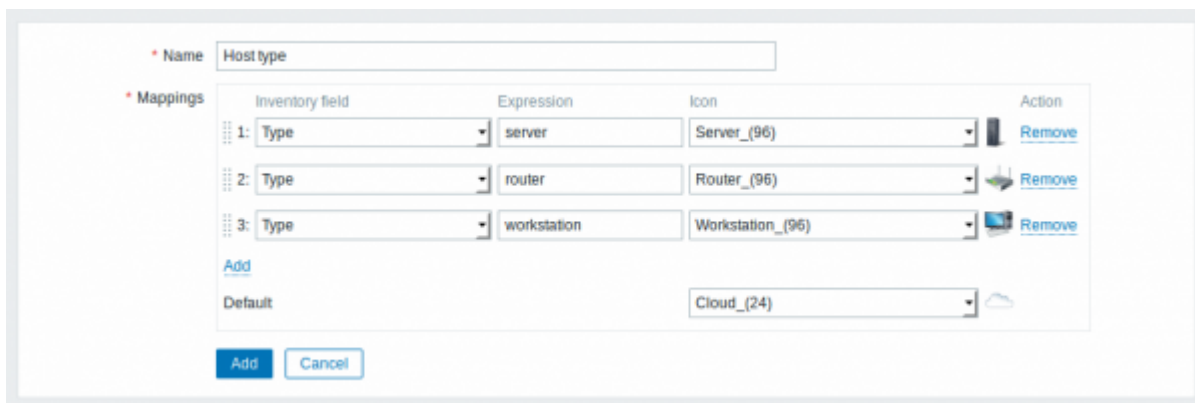 * Name Host type
* Mappings Inventory field Expression Icon Action
1: Type server Server_(96) Remove
2: Type router Router_(96) Remove
3: Type workstation Workstation_(96) Remove
Add
Default Cloud_(24)
Add Cancel